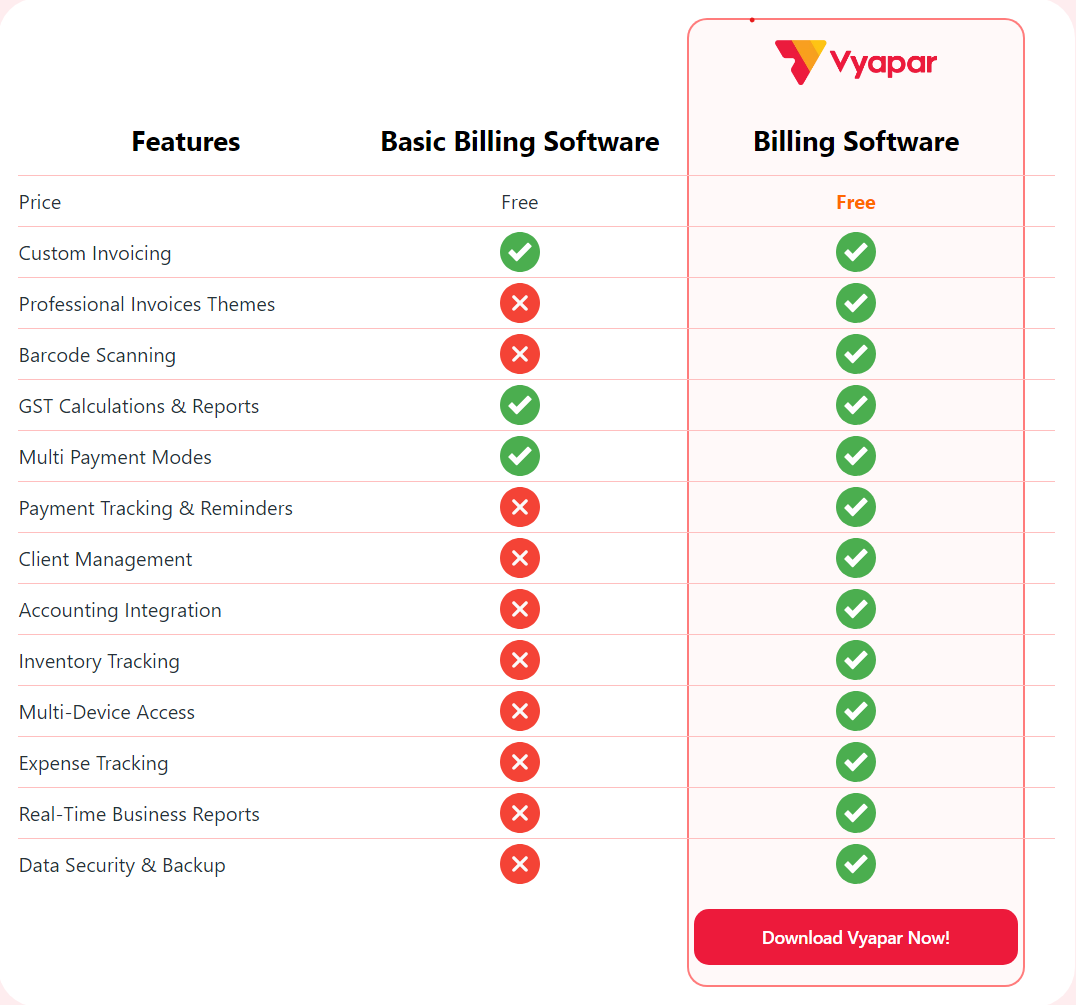 Vyapar
Features Basic Billing Software Billing Software
Price Free Free
Custom Invoicing
Professional Invoices Themes
Barcode Scanning
GST Calculations & Reports
Multi Payment Modes
Payment Tracking & Reminders
Client Management
Accounting Integration
Inventory Tracking
Multi-Device Access
Expense Tracking
Real-Time Business Reports
Data Security & Backup
Download Vyapar Now!